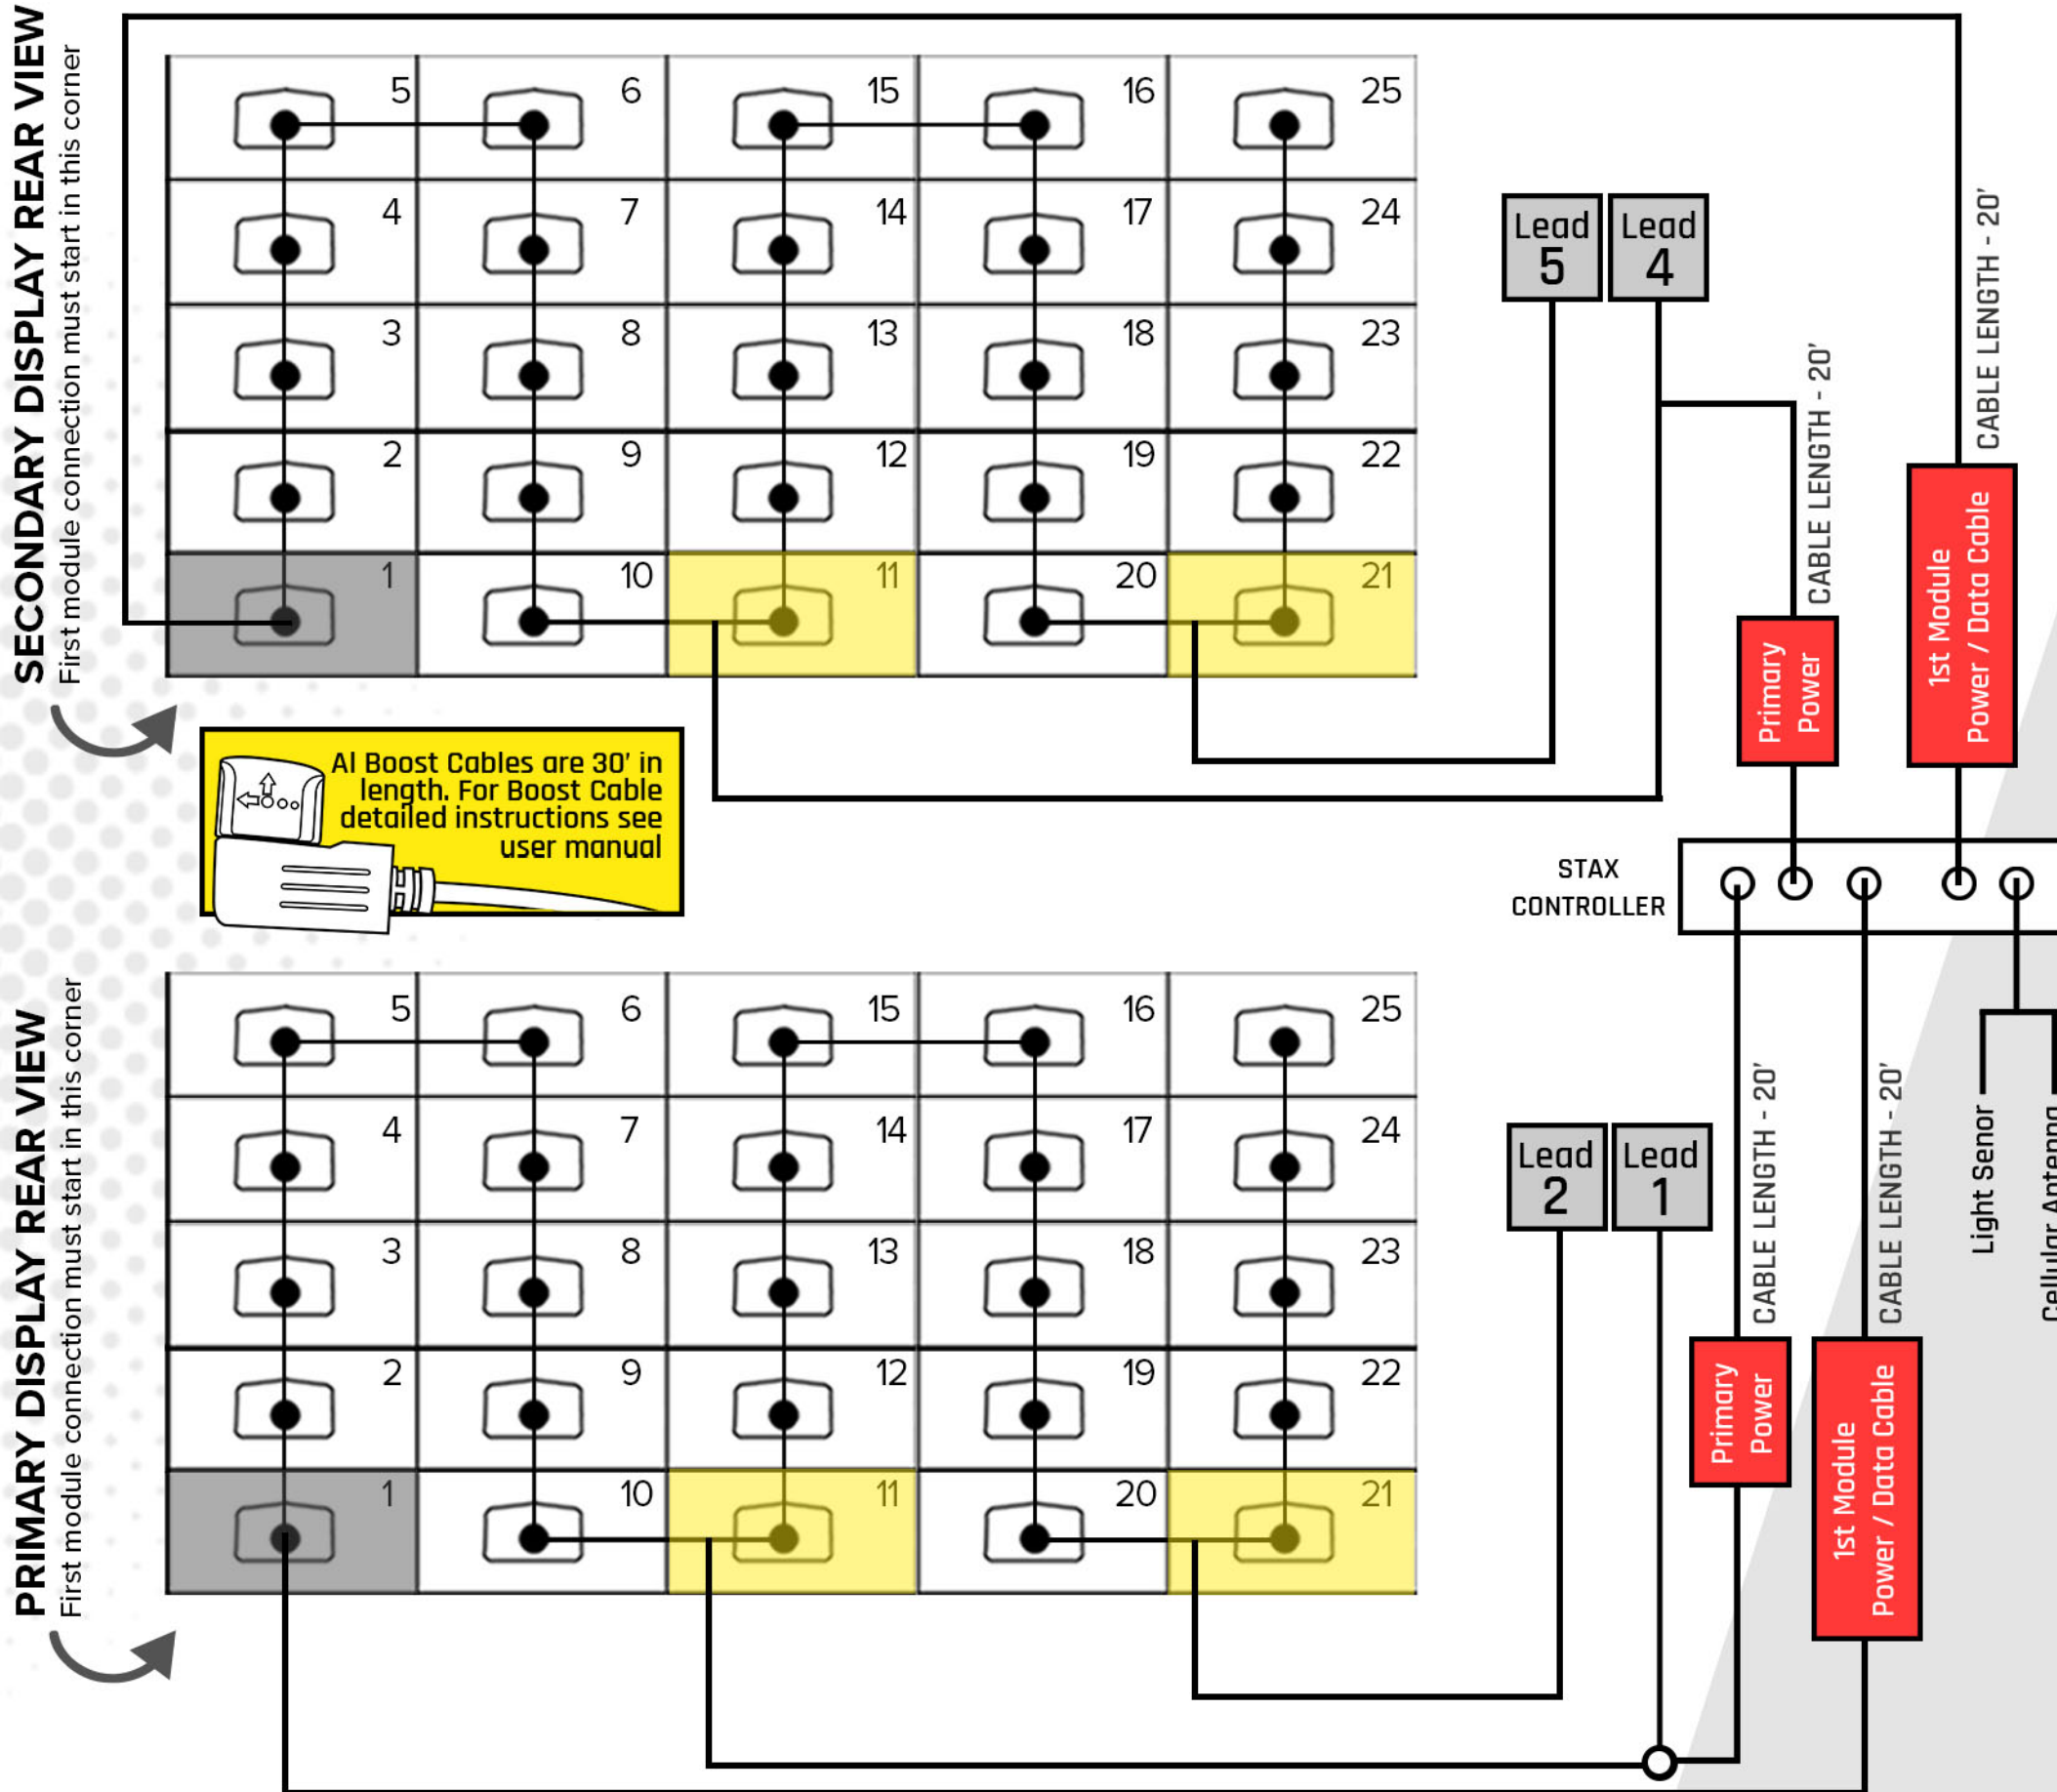 SECONDARY DISPLAY REAR VIEW
First module connection must start in this corner
5
6
15
16
25
4
7
14
17
24
3
8
13
18
23
2
9
12
19
22
1
10
11
20
21
Lead
5
Lead
4
CABLE LENGTH - 20'
Primary
Power
CABLE LENGTH - 20'
1st Module
Power / Data Cable
Al Boost Cables are 30' in
length. For Boost Cable
detailed instructions see
user manual
STAX
CONTROLLER
PRIMARY DISPLAY REAR VIEW
First module connection must start in this corner
5
6
15
16
25
4
7
14
17
24
3
8
13
18
23
2
9
12
19
22
1
10
11
20
21
Lead
2
Lead
1
CABLE LENGTH - 20'
Primary
Power
CABLE LENGTH - 20'
1st Module
Power / Data Cable
Light Senor
Cellular Antenna